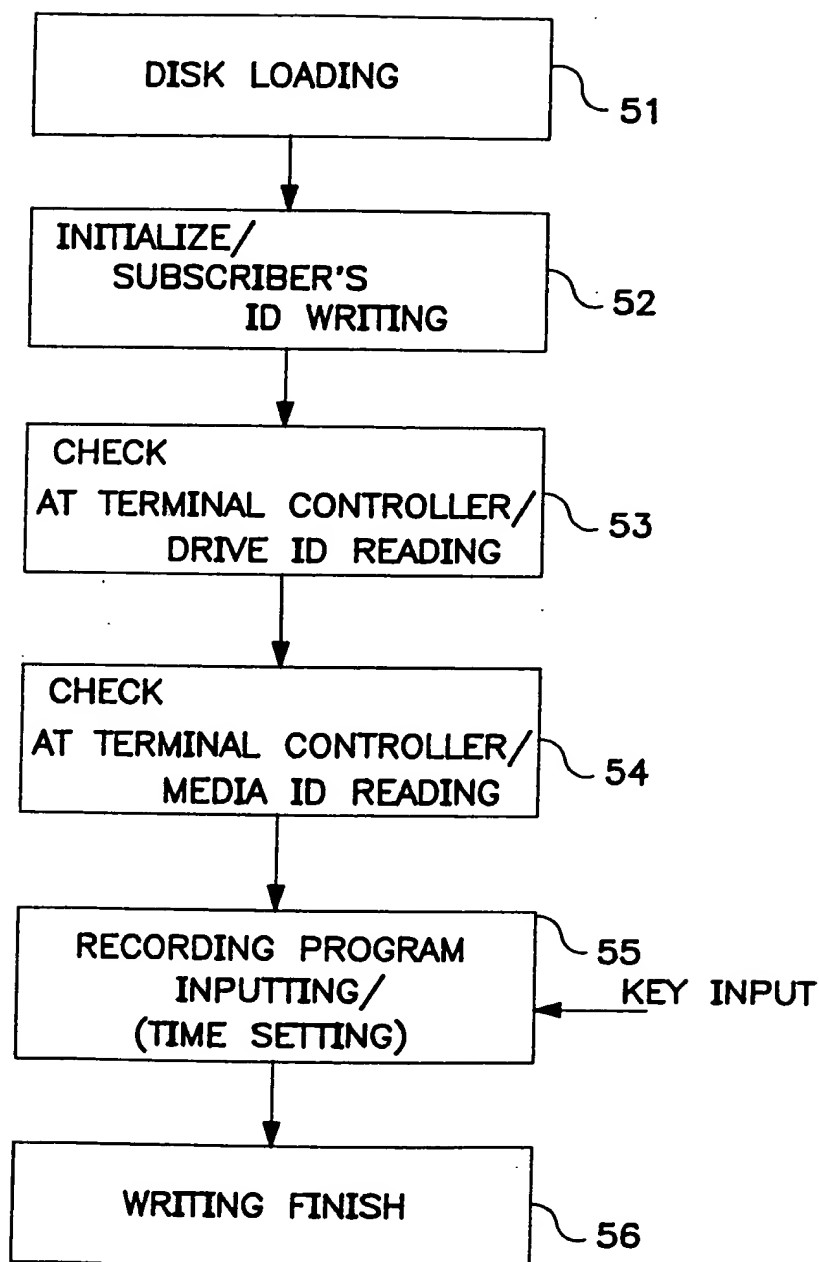 DISK LOADING
51
INITIALIZE/
SUBSCRIBER'S
ID WRITING
52
CHECK
AT TERMINAL CONTROLLER/
DRIVE ID READING
53
CHECK
AT TERMINAL CONTROLLER/
MEDIA ID READING
54
RECORDING PROGRAM
INPUTTING/
(TIME SETTING)
55
KEY INPUT
WRITING FINISH
56